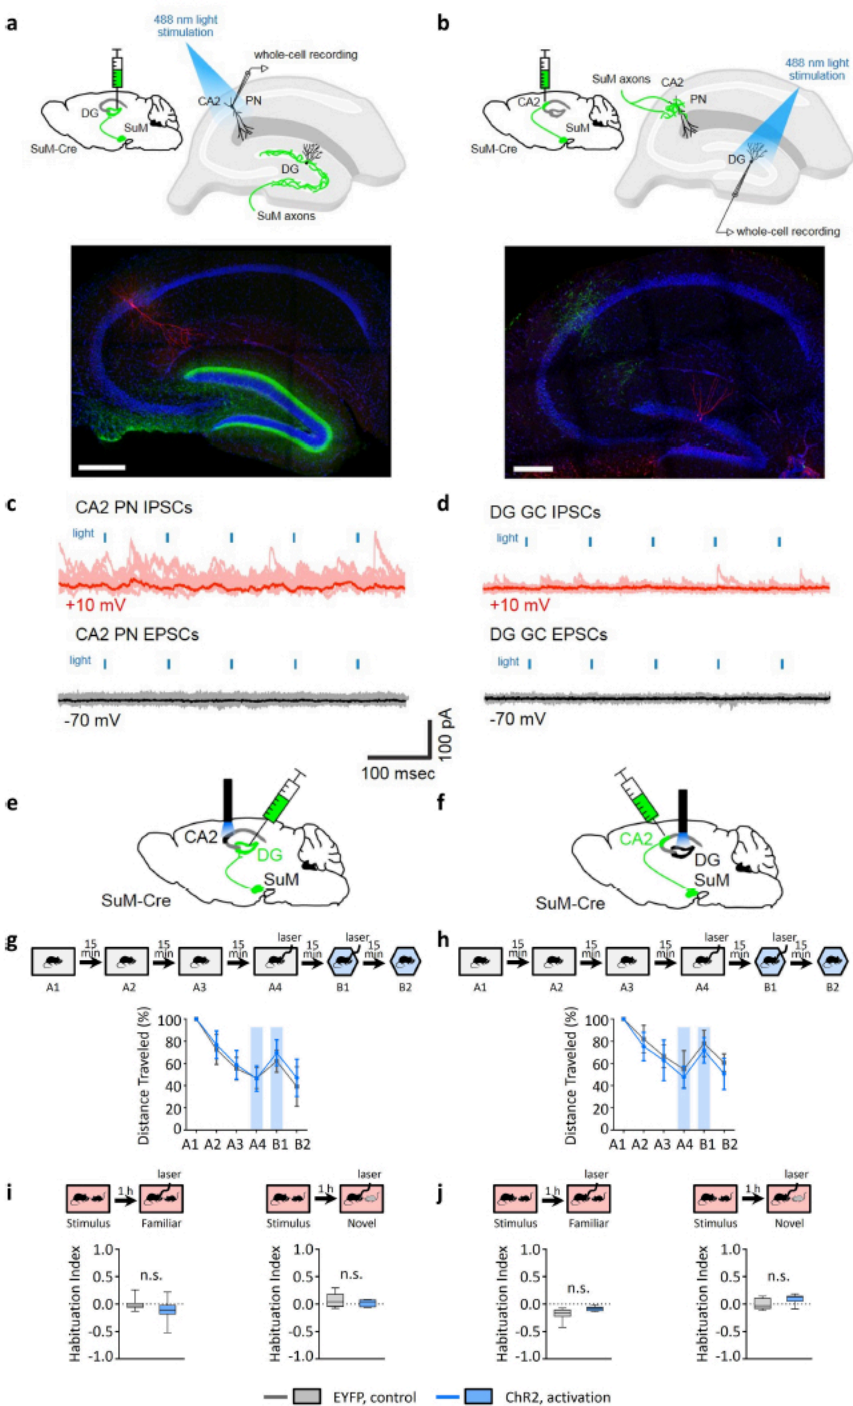 a
488 nm light
stimulation
whole-cell recording
CA2
PN
DG
SuM
SuM-Cre
DG
SuM axons
b
488 nm light
stimulation
SuM axons
CA2
PN
DG
SuM
SuM-Cre
DG
whole-cell recording
c
CA2 PN IPSCs
light
+10 mV
CA2 PN EPSCs
light
-70 mV
d
DG GC IPSCs
light
+10 mV
DG GC EPSCs
light
-70 mV
100 pA
100 msec
e
CA2
DG
SuM
SuM-Cre
f
CA2
DG
SuM
SuM-Cre
g
15 min
15 min
15 min
laser
15 min
laser
15 min
A1
A2
A3
A4
B1
B2
Distance Traveled (%)
100
80
60
40
20
0
A1 A2 A3 A4 B1 B2
h
15 min
15 min
15 min
laser
15 min
laser
15 min
A1
A2
A3
A4
B1
B2
Distance Traveled (%)
100
80
60
40
20
0
A1 A2 A3 A4 B1 B2
i
1 h
laser
Stimulus
Familiar
Habituation Index
1.0
0.5
0.0
-0.5
-1.0
n.s.
1 h
laser
Stimulus
Novel
Habituation Index
1.0
0.5
0.0
-0.5
-1.0
n.s.
j
1 h
laser
Stimulus
Familiar
Habituation Index
1.0
0.5
0.0
-0.5
-1.0
n.s.
1 h
laser
Stimulus
Novel
Habituation Index
1.0
0.5
0.0
-0.5
-1.0
n.s.
EYFP, control
ChR2, activation